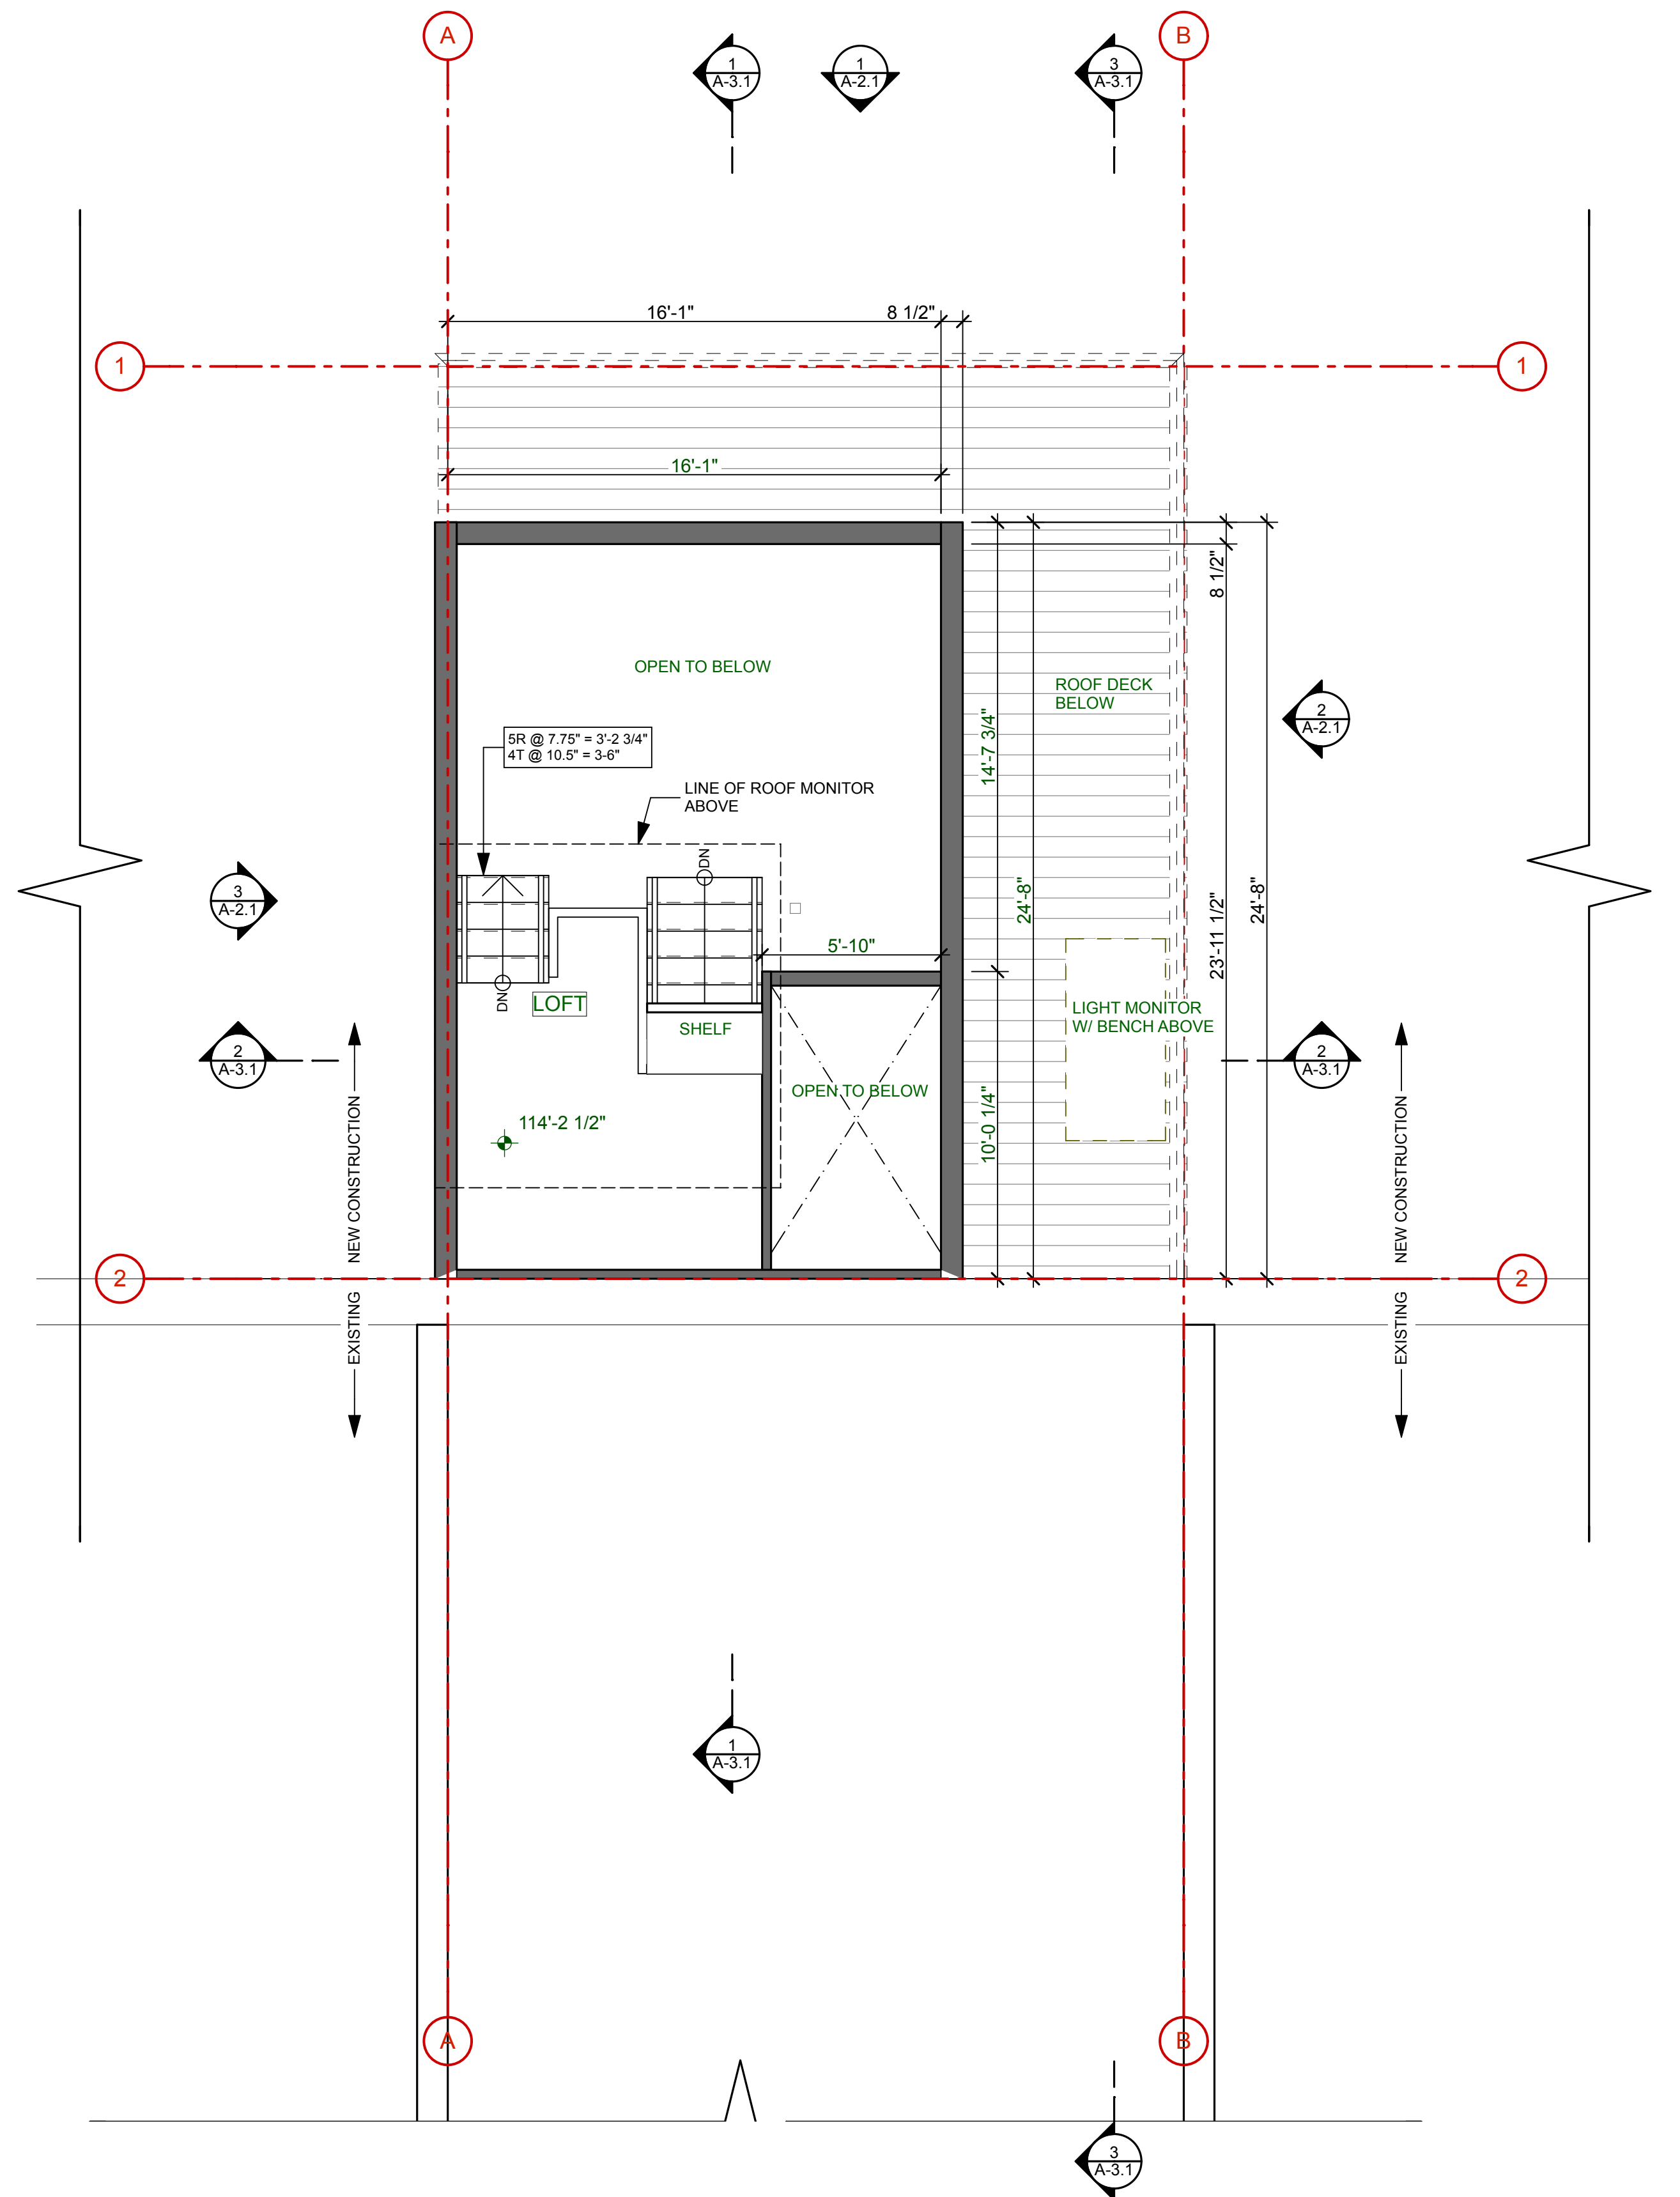 A
B
1
A-3.1
1
A-2.1
3
A-3.1
16'-1"
8 1/2"
1
1
16'-1"
8 1/2"
OPEN TO BELOW
ROOF DECK
BELOW
2
A-2.1
14'-7 3/4"
5R @ 7.75" = 3'-2 3/4"
4T @ 10.5" = 3-6"
LINE OF ROOF MONITOR
ABOVE
DN
3
A-2.1
24'-8"
23'-11 1/2"
24'-8"
5'-10"
DN
LOFT
SHELF
LIGHT MONITOR
W/ BENCH ABOVE
2
A-3.1
2
A-3.1
OPEN TO BELOW
114'-2 1/2"
10'-0 1/4"
NEW CONSTRUCTION
NEW CONSTRUCTION
2
2
EXISTING
EXISTING
1
A-3.1
A
B
3
A-3.1